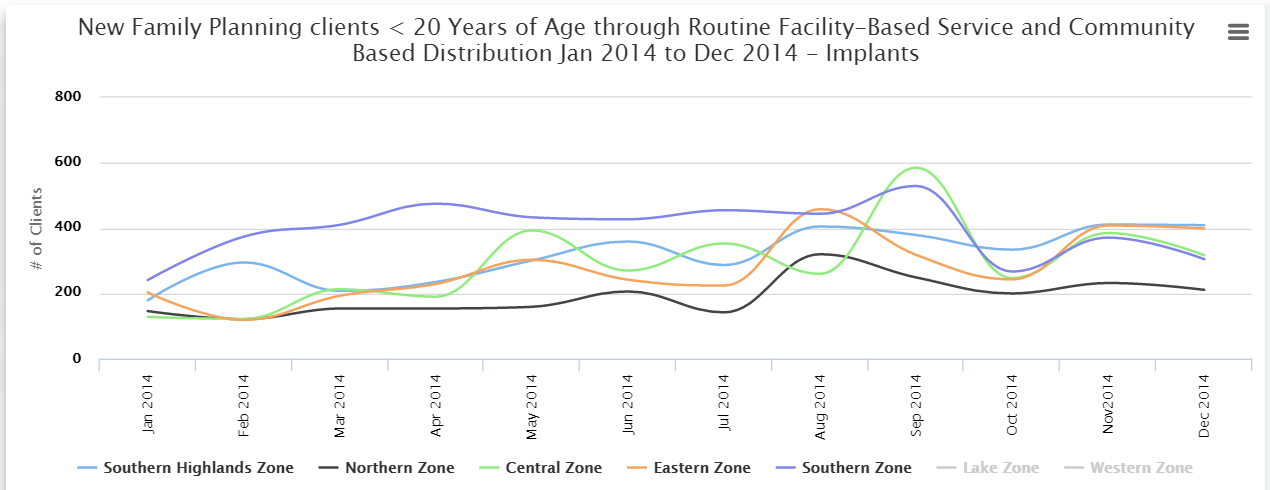 New Family Planning clients < 20 Years of Age through Routine Facility-Based Service and Community
Based Distribution Jan 2014 to Dec 2014 - Implants
800
600
400
200
0
# of Clients
Jan 2014
Feb 2014
Mar 2014
Apr 2014
May 2014
Jun 2014
Jul 2014
Aug 2014
Sep 2014
Oct 2014
Nov2014
Dec 2014
Southern Highlands Zone Northern Zone Central Zone Eastern Zone Southern Zone Lake Zone Western Zone